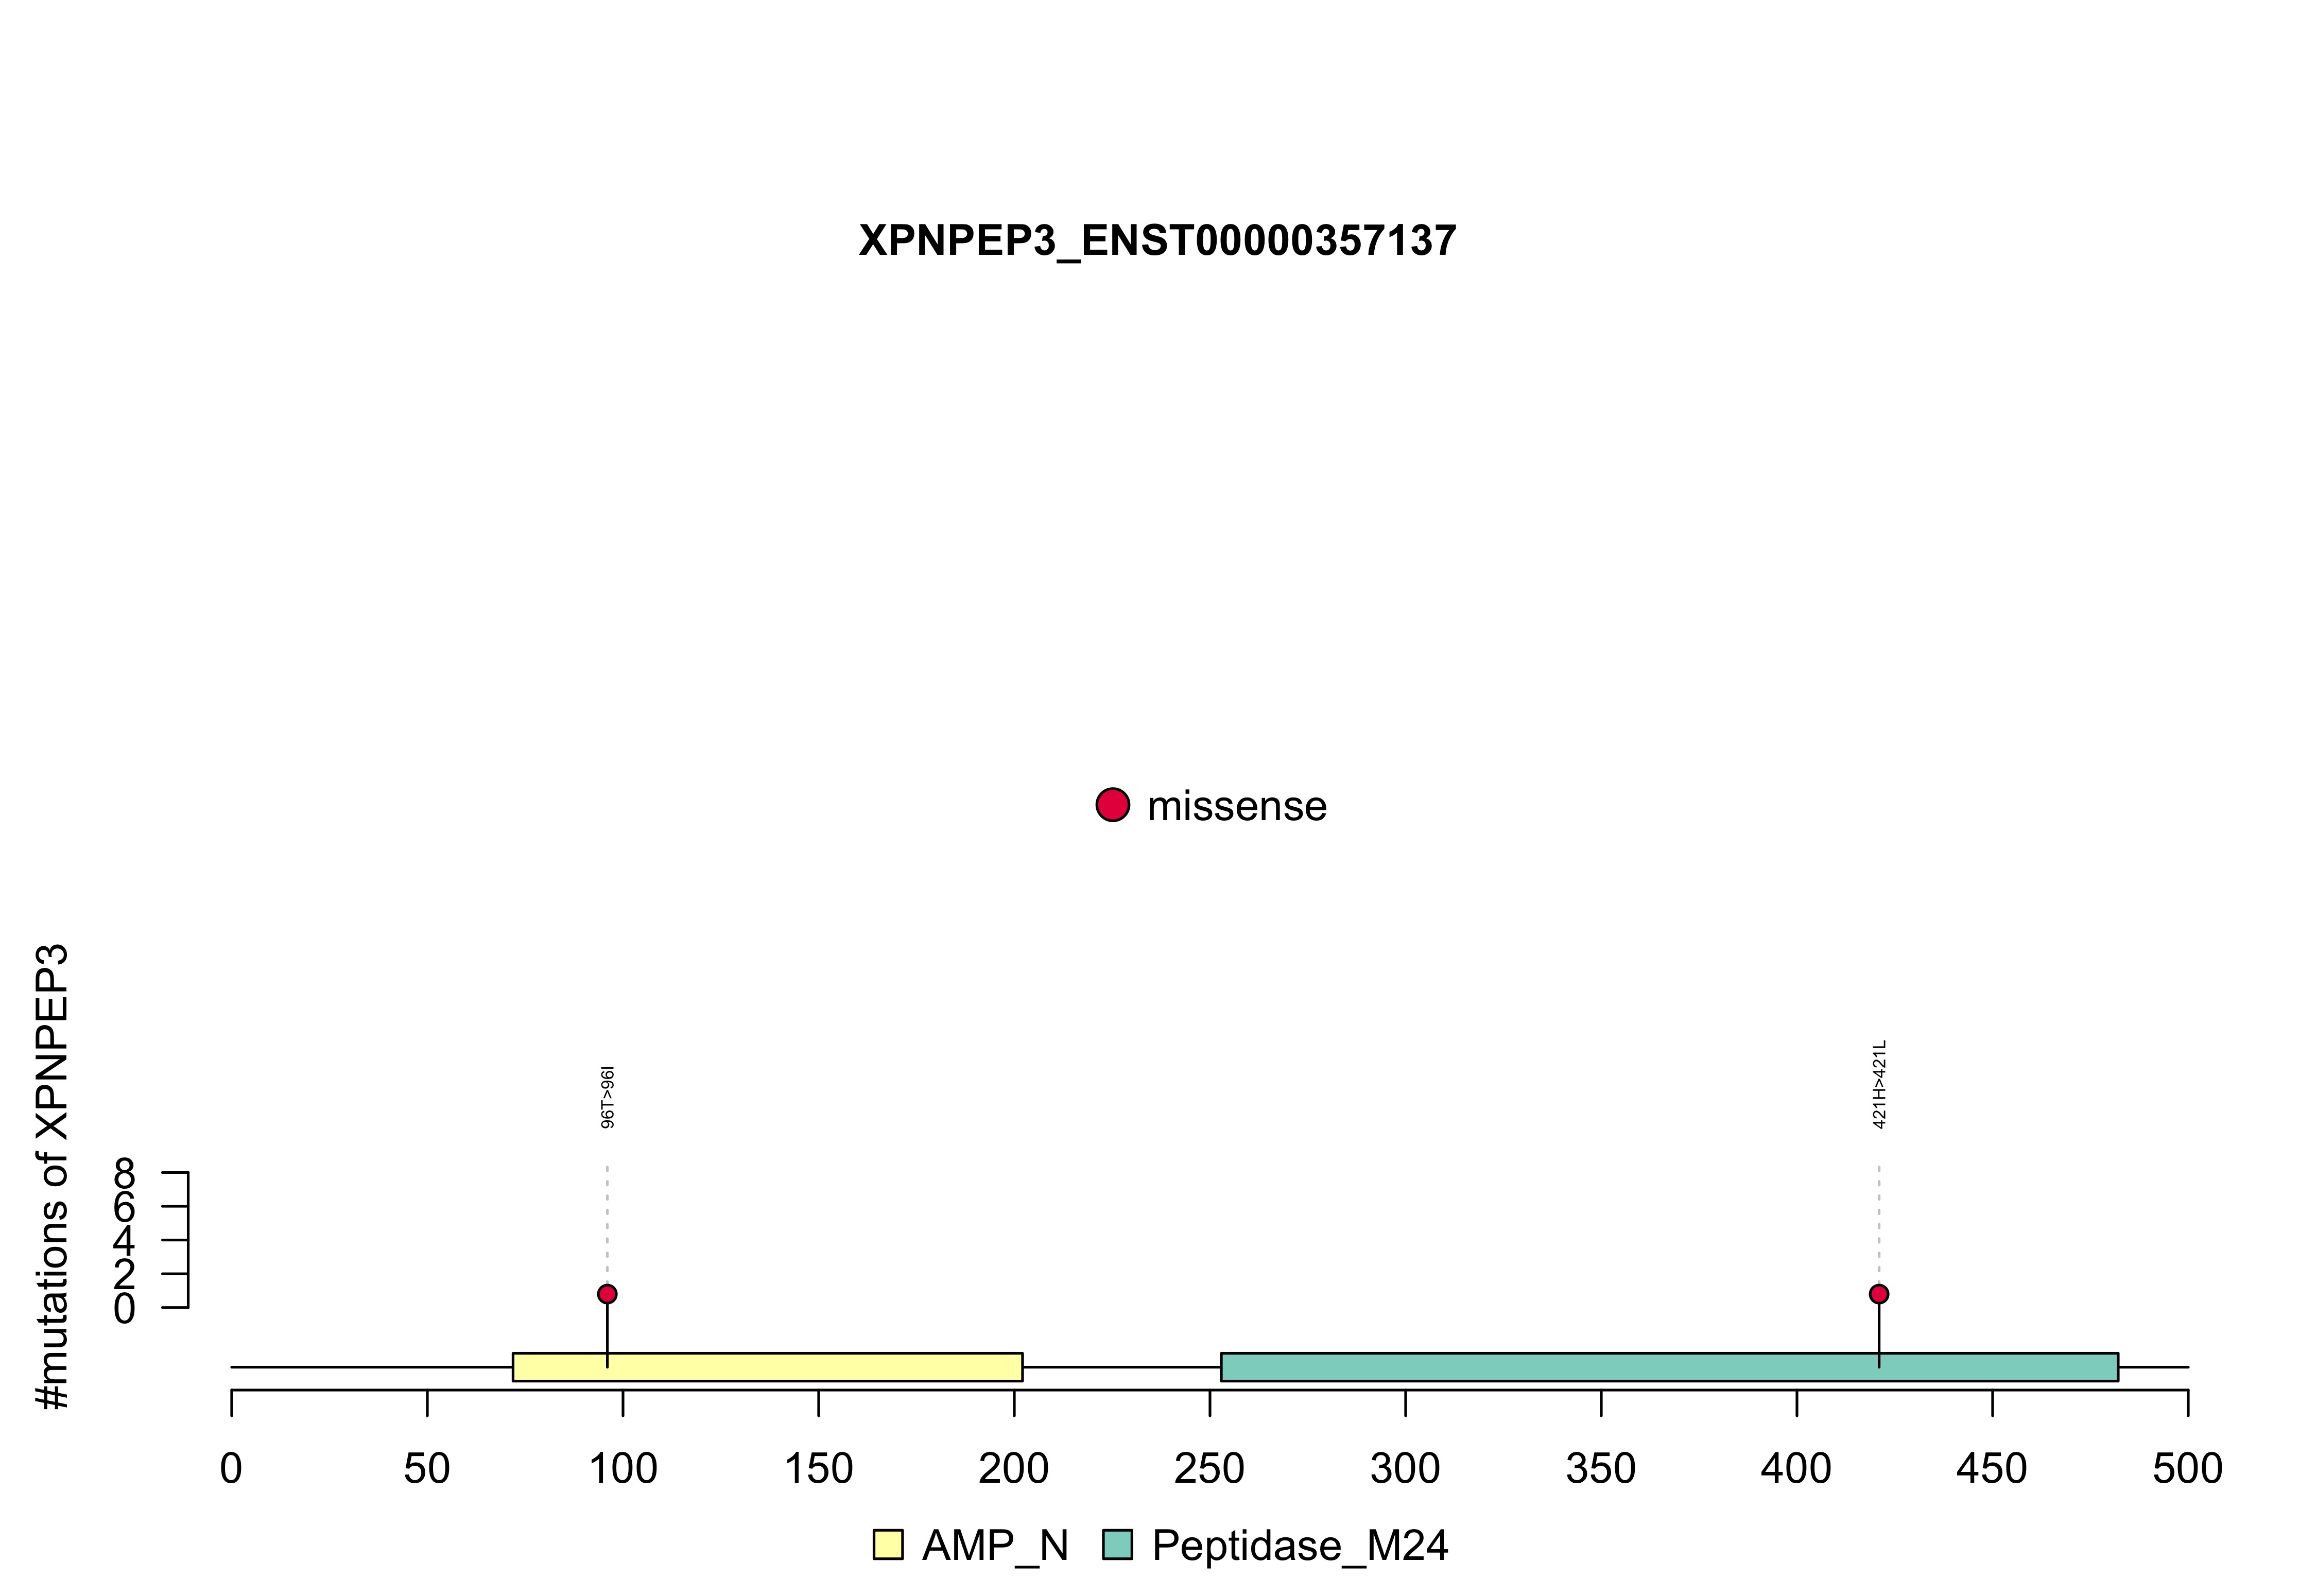 XPNPEP3_ENST00000357137
missense
#mutations of XPNPEP3
96T>96I
421H>421L
8
6
4
2
0
0 50 100 150 200 250 300 350 400 450 500
AMP_N Peptidase_M24